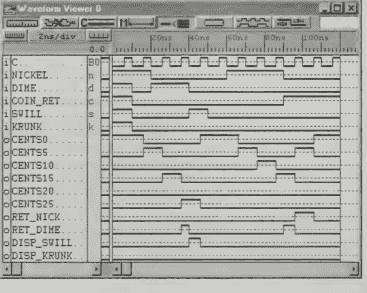 Waveform Viewer 0
2ns/div
0.0
20ns 40ns 60ns 80ns 100ns
i C B0
i NICKEL n
i DIME d
i COIN_RET c
i SWILL s
i KRUNK k
o CENTS0
o CENTS5
o CENTS10
o CENTS15
o CENTS20
o CENTS25
o RET_NICK
o RET_DIME
o DISP_SWILL
o DISP_KRUNK